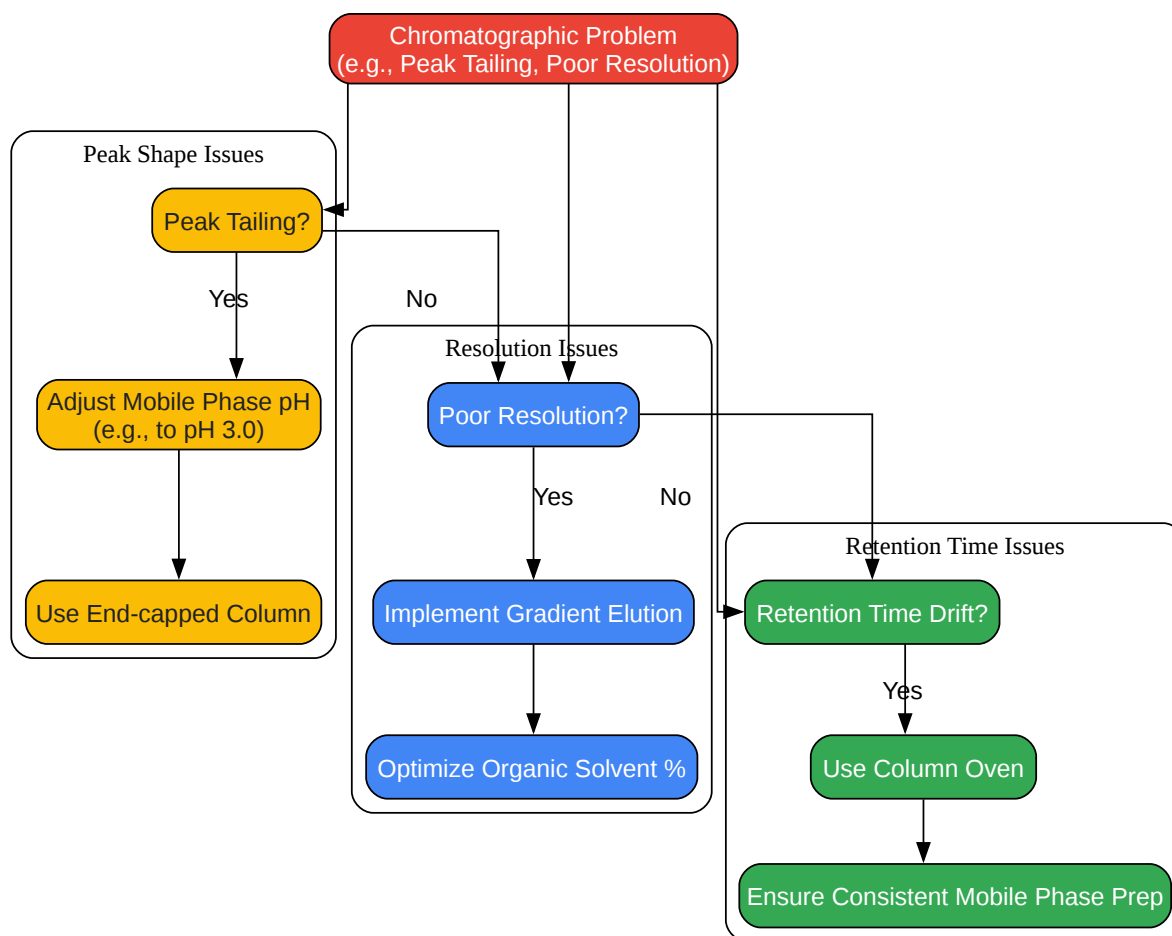 Chromatographic Problem
(e.g., Peak Tailing, Poor Resolution)
Peak Shape Issues
Peak Tailing?
Yes
No
Adjust Mobile Phase pH
(e.g., to pH 3.0)
Use End-capped Column
Resolution Issues
Poor Resolution?
Yes
No
Implement Gradient Elution
Optimize Organic Solvent %
Retention Time Issues
Retention Time Drift?
Yes
Use Column Oven
Ensure Consistent Mobile Phase Prep